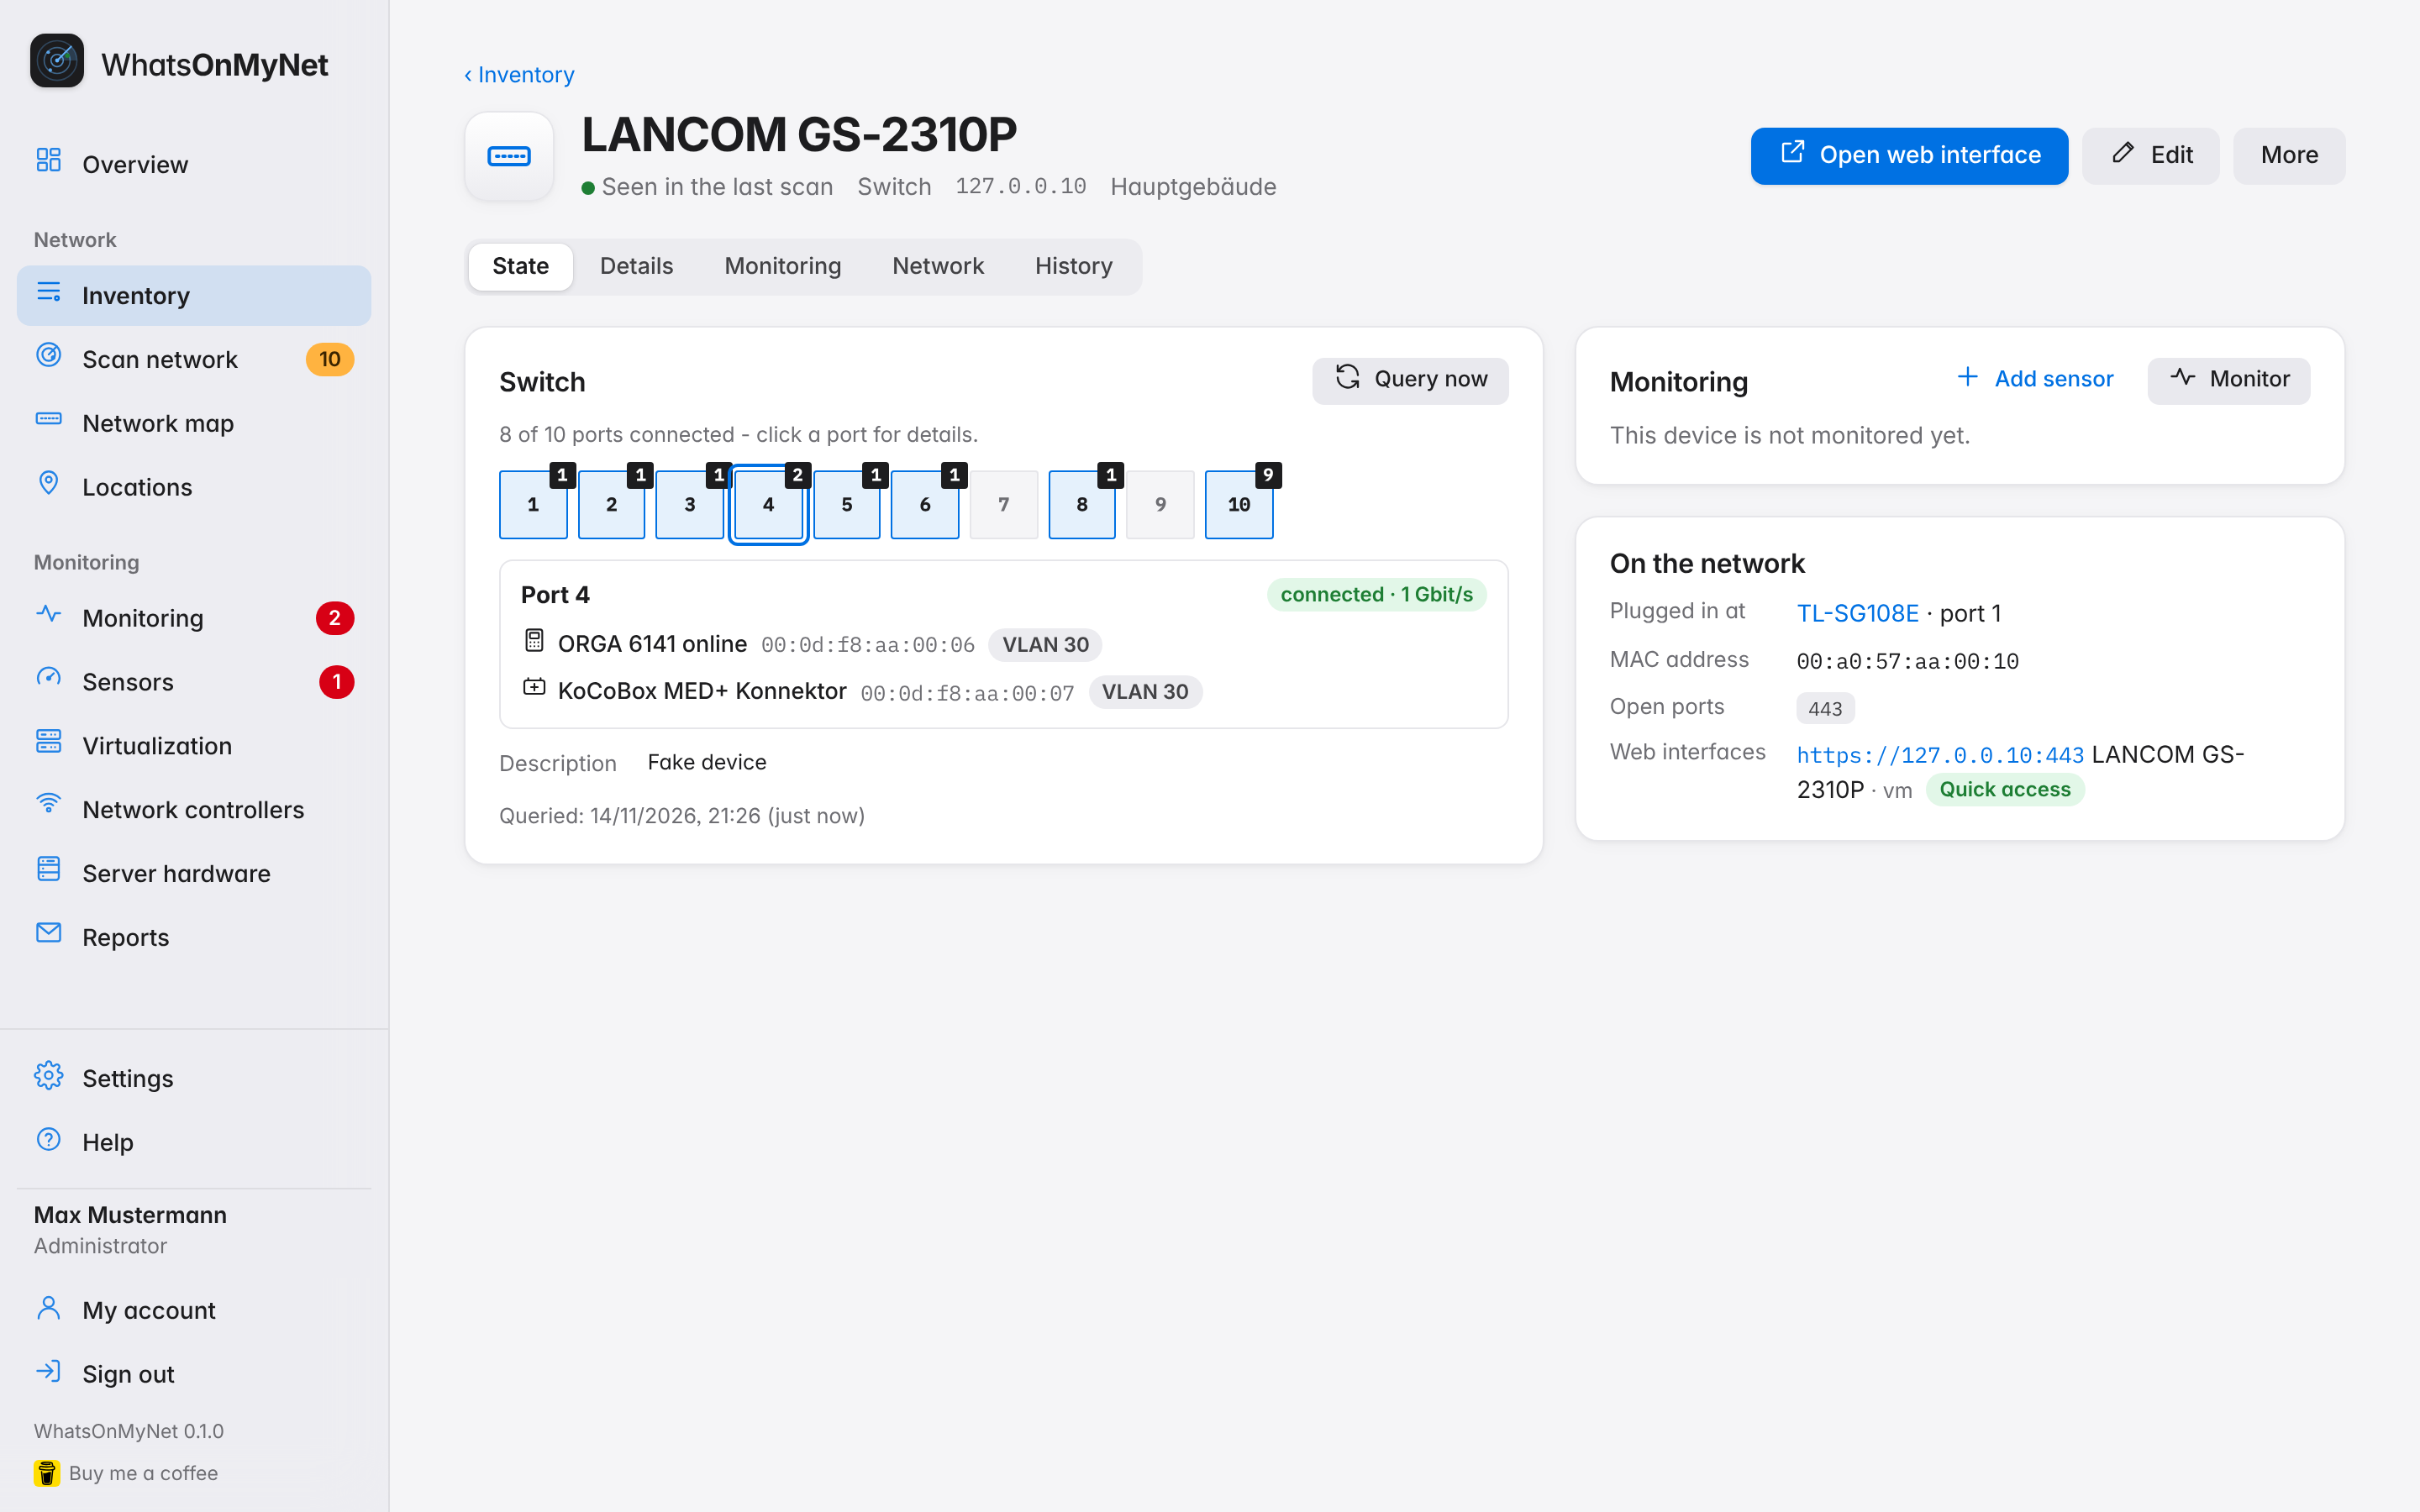 WhatsOnMyNet
Overview
Network
Inventory
Scan network 10
Network map
Locations
Monitoring
Monitoring 2
Sensors 1
Virtualization
Network controllers
Server hardware
Reports
Settings
Help
Max Mustermann
Administrator
My account
Sign out
WhatsOnMyNet 0.1.0
Buy me a coffee
‹ Inventory
LANCOM GS-2310P
Seen in the last scan Switch 127.0.0.10 Hauptgebäude
Open web interface Edit More
State Details Monitoring Network History
Switch Query now
8 of 10 ports connected - click a port for details.
1 1 1 2 1 1 1 9
1 2 3 4 5 6 7 8 9 10
Port 4 connected · 1 Gbit/s
ORGA 6141 online 00:0d:f8:aa:00:06 VLAN 30
KoCoBox MED+ Konnektor 00:0d:f8:aa:00:07 VLAN 30
Description Fake device
Queried: 14/11/2026, 21:26 (just now)
Monitoring Add sensor Monitor
This device is not monitored yet.
On the network
Plugged in at TL-SG108E · port 1
MAC address 00:a0:57:aa:00:10
Open ports 443
Web interfaces https://127.0.0.10:443 LANCOM GS-
2310P · vm Quick access